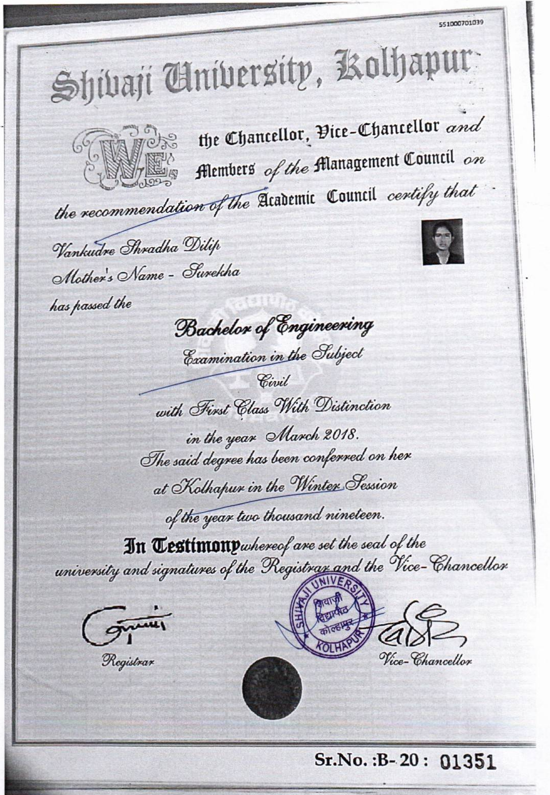 551000701039
Shivaji University, Kolhapur
WE
the Chancellor, Vice-Chancellor and
Members of the Management Council on
the recommendation of the Academic Council certify that
Vankudre Shradha Dilip
Mother's Name - Surekha
has passed the
Bachelor of Engineering
Examination in the Subject
Civil
with First Class With Distinction
in the year March 2018.
The said degree has been conferred on her
at Kolhapur in the Winter Session
of the year two thousand nineteen.
In Testimony whereof are set the seal of the
university and signatures of the Registrar and the Vice-Chancellor
SHIVAJI UNIVERSITY
शिवाजी
विद्यापीठ
कोल्हापूर
KOLHAPUR
Registrar
Vice-Chancellor
Sr.No. :B- 20 : 01351